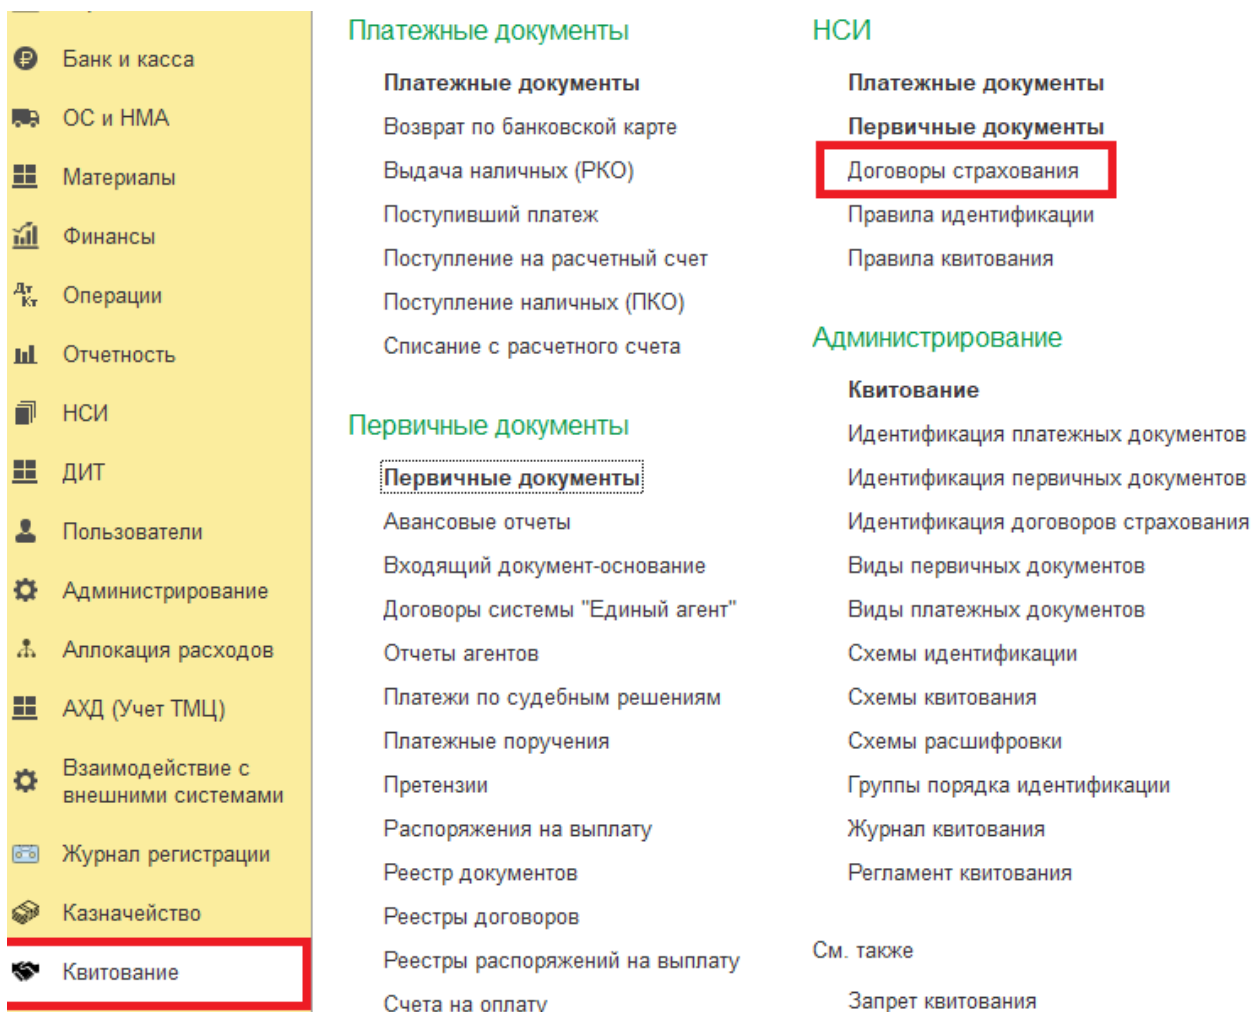 Банк и касса
ОС и НМА
Материалы
Финансы
Дт Кт Операции
Отчетность
НСИ
ДИТ
Пользователи
Администрирование
Аллокация расходов
АХД (Учет ТМЦ)
Взаимодействие с
внешними системами
Журнал регистрации
Казначейство
Квитование
Платежные документы
Платежные документы
Возврат по банковской карте
Выдача наличных (РКО)
Поступивший платеж
Поступление на расчетный счет
Поступление наличных (ПКО)
Списание с расчетного счета
Первичные документы
Первичные документы
Авансовые отчеты
Входящий документ-основание
Договоры системы "Единый агент"
Отчеты агентов
Платежи по судебным решениям
Платежные поручения
Претензии
Распоряжения на выплату
Реестр документов
Реестры договоров
Реестры распоряжений на выплату
Счета на оплату
НСИ
Платежные документы
Первичные документы
Договоры страхования
Правила идентификации
Правила квитования
Администрирование
Квитование
Идентификация платежных документов
Идентификация первичных документов
Идентификация договоров страхования
Виды первичных документов
Виды платежных документов
Схемы идентификации
Схемы квитования
Схемы расшифровки
Группы порядка идентификации
Журнал квитования
Регламент квитования
См. также
Запрет квитования